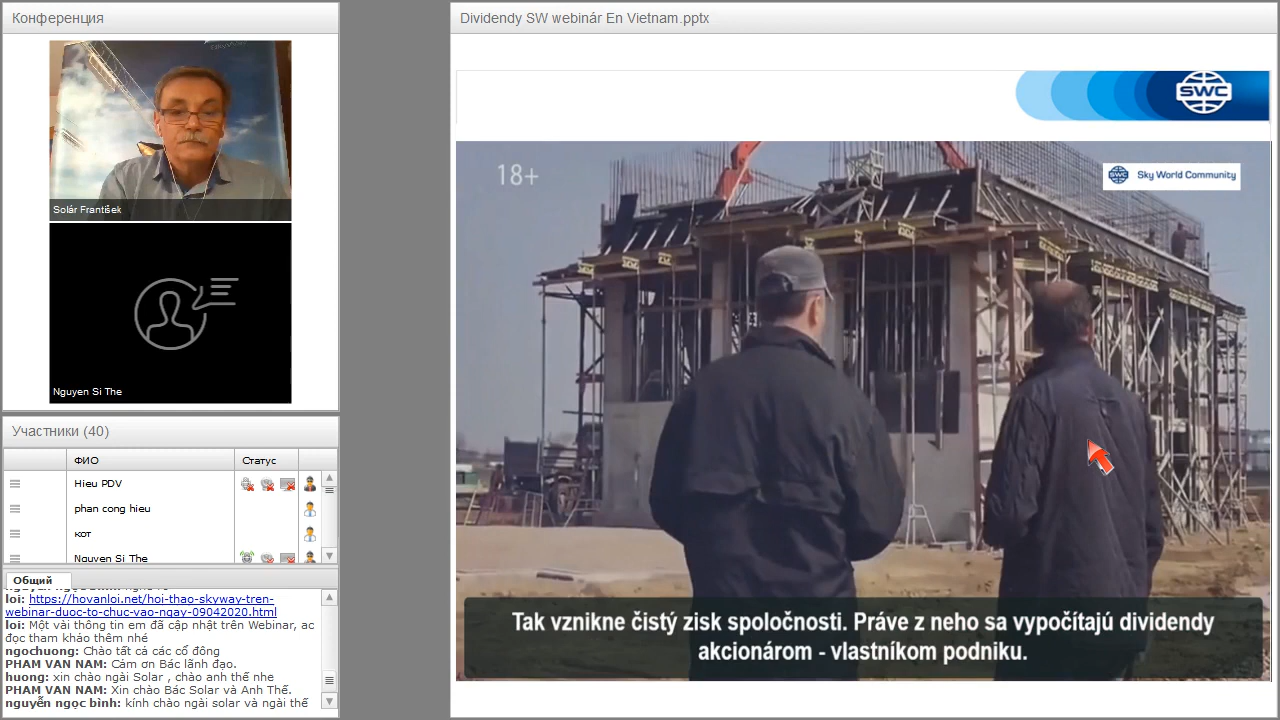 Конференция
Solár František
Nguyen Si The
Участники (40)
ФИО
Статус
Hieu PDV
phan cong hieu
кот
Nguyen Si The
Общий
loi: https://hovanloi.net/hoi-thao-skyway-tren-
webinar-duoc-to-chuc-vao-ngay-09042020.html
loi: Một vài thông tin em đã cập nhật trên Webinar, ac
đọc tham khảo thêm nhé
ngochuong: Chào tất cả các cổ đông
PHAM VAN NAM: Cảm ơn Bác lãnh đạo.
huong: xin chào ngài Solar , chào anh thế nhe
PHAM VAN NAM: Xin chào Bác Solar và Anh Thế.
nguyễn ngọc bình: kính chào ngài solar và ngài thế
Dividendy SW webinár En Vietnam.pptx
SWC
18+
SWC Sky World Community
Tak vznikne čistý zisk spoločnosti. Práve z neho sa vypočítajú dividendy
akcionárom - vlastníkom podniku.